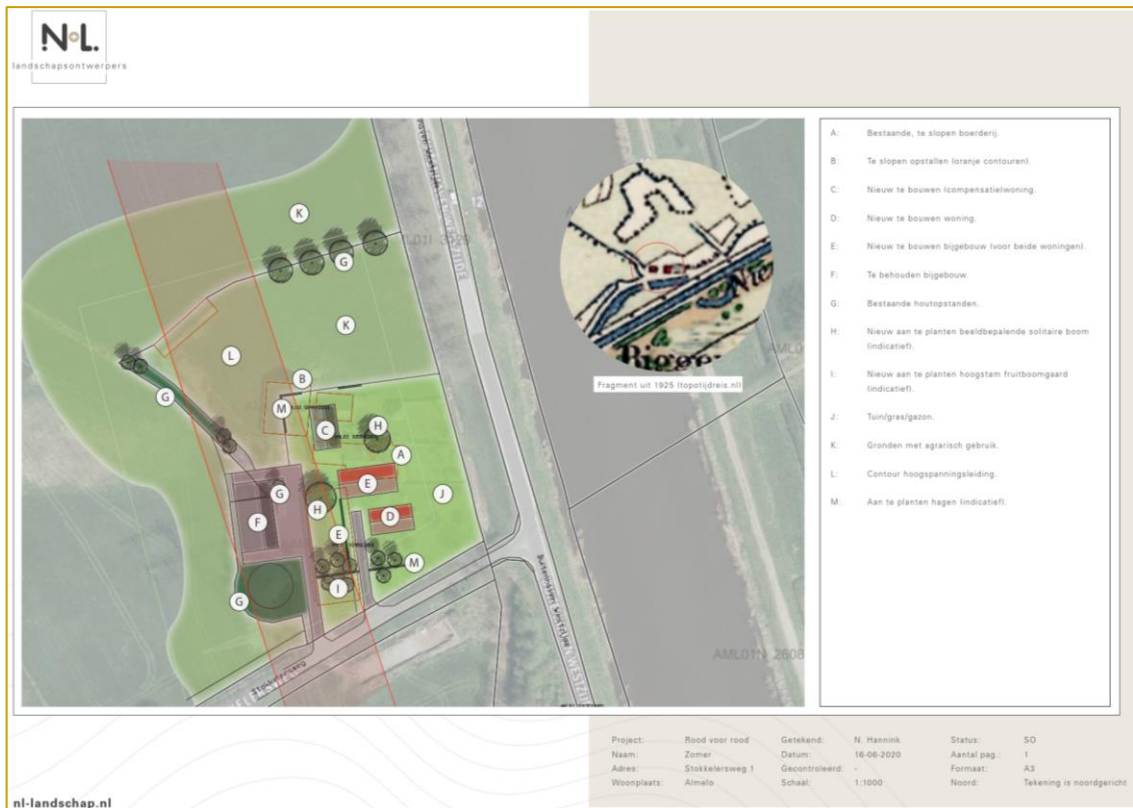 N·L.
landschapsontwerpers
K
G
K
L
B
G
M
C
H
A
G
E
J
H
F
D
E
M
I
G
Stokkelersweg
Buitenhaven Westzijde
AML01N 2608
Nie
Bigger
Fragment uit 1925 (topotijdreis.nl)
A: Bestaande, te slopen boerderij.
B: Te slopen opstallen (oranje contouren).
C: Nieuw te bouwen (compensatie)woning.
D: Nieuw te bouwen woning.
E: Nieuw te bouwen bijgebouw (voor beide woningen).
F: Te behouden bijgebouw.
G: Bestaande houtopstanden.
H: Nieuw aan te planten beeldbepalende solitaire boom
(indicatief).
I: Nieuw aan te planten hoogstam fruitboomgaard
(indicatief).
J: Tuin/gras/gazon.
K: Gronden met agrarisch gebruik.
L: Contour hoogspanningsleiding.
M: Aan te planten hagen (indicatief).
Project: Rood voor rood Getekend: N. Hannink Status: SO
Naam: Zomer Datum: 16-06-2020 Aantal pag.: 1
Adres: Stokkelersweg 1 Gecontroleerd: - Formaat: A3
Woonplaats: Almelo Schaal: 1:1000 Noord: Tekening is noordgericht
nl-landschap.nl